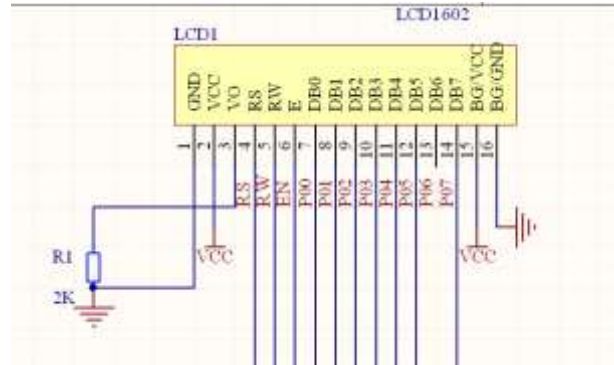 LCD1602
LCD1
GND VCC VO RS RW E DB0 DB1 DB2 DB3 DB4 DB5 DB6 DB7 BG/VCC BG/GND
1 2 3 4 5 6 7 8 9 10 11 12 13 14 15 16
RS RW EN P00 P01 P02 P03 P04 P05 P06 P07
VCC VCC
R1
2K